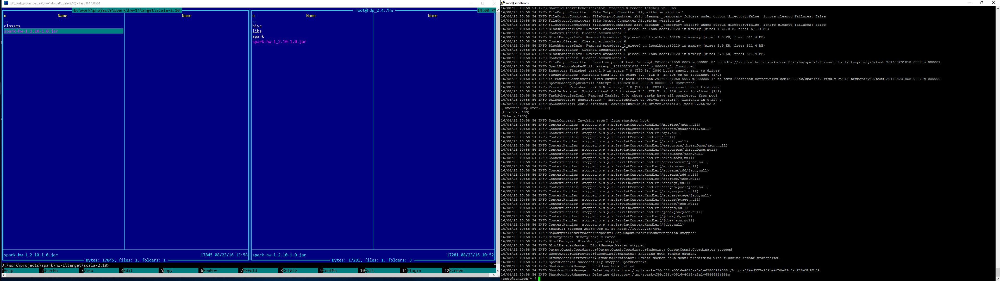 {D:\work\projects\spark\hw-1\target\scala-2.10} - Far 3.0.4700 x64
D:\work\projects\spark\hw-1\target\scala-2.10
n Name Name
..
classes
spark-hw-1_2.10-1.0.jar
spark-hw-1_2.10-1.0.jar 17845 08/23/16 13:58
Bytes: 17845, files: 1, folders: 1
root@hdp_2.4:/hw 14:00 PM
n Name Name
..
hive
libs
spark
spark-hw-1_2.10-1.0.jar
spark-hw-1_2.10-1.0.jar 17281 08/23/16 10:52
Bytes: 17281, files: 1, folders: 3
D:\work\projects\spark\hw-1\target\scala-2.10>
1Help 2UserMn 3View 4Edit 5Copy 6RenMov 7MkFold 8Delete 9ConfMn 10Quit 11Plugin 12Screen
root@sandbox:~
16/08/23 10:58:54 INFO ShuffleBlockFetcherIterator: Started 0 remote fetches in 0 ms
16/08/23 10:58:54 INFO FileOutputCommitter: File Output Committer Algorithm version is 1
16/08/23 10:58:54 INFO FileOutputCommitter: FileOutputCommitter skip cleanup _temporary folders under output directory:false, ignore cleanup failures: false
16/08/23 10:58:54 INFO FileOutputCommitter: File Output Committer Algorithm version is 1
16/08/23 10:58:54 INFO FileOutputCommitter: FileOutputCommitter skip cleanup _temporary folders under output directory:false, ignore cleanup failures: false
16/08/23 10:58:54 INFO BlockManagerInfo: Removed broadcast_4_piece0 on localhost:60120 in memory (size: 1961.0 B, free: 511.4 MB)
16/08/23 10:58:54 INFO ContextCleaner: Cleaned accumulator 7
16/08/23 10:58:54 INFO BlockManagerInfo: Removed broadcast_3_piece0 on localhost:60120 in memory (size: 4.0 KB, free: 511.4 MB)
16/08/23 10:58:54 INFO ContextCleaner: Cleaned accumulator 6
16/08/23 10:58:54 INFO BlockManagerInfo: Removed broadcast_2_piece0 on localhost:60120 in memory (size: 3.9 KB, free: 511.4 MB)
16/08/23 10:58:54 INFO ContextCleaner: Cleaned accumulator 5
16/08/23 10:58:54 INFO BlockManagerInfo: Removed broadcast_1_piece0 on localhost:60120 in memory (size: 3.3 KB, free: 511.4 MB)
16/08/23 10:58:54 INFO ContextCleaner: Cleaned accumulator 4
16/08/23 10:58:54 INFO FileOutputCommitter: Saved output of task 'attempt_201608231058_0007_m_000001_8' to hdfs://sandbox.hortonworks.com:8020/hw/spark/r7_result_hw_1/_temporary/0/task_201608231058_0007_m_000001
16/08/23 10:58:54 INFO SparkHadoopMapRedUtil: attempt_201608231058_0007_m_000001_8: Committed
16/08/23 10:58:54 INFO Executor: Finished task 1.0 in stage 7.0 (TID 8). 2080 bytes result sent to driver
16/08/23 10:58:54 INFO TaskSetManager: Finished task 1.0 in stage 7.0 (TID 8) in 198 ms on localhost (1/2)
16/08/23 10:58:54 INFO FileOutputCommitter: Saved output of task 'attempt_201608231058_0007_m_000000_7' to hdfs://sandbox.hortonworks.com:8020/hw/spark/r7_result_hw_1/_temporary/0/task_201608231058_0007_m_000000
16/08/23 10:58:54 INFO SparkHadoopMapRedUtil: attempt_201608231058_0007_m_000000_7: Committed
16/08/23 10:58:54 INFO Executor: Finished task 0.0 in stage 7.0 (TID 7). 2094 bytes result sent to driver
16/08/23 10:58:54 INFO TaskSetManager: Finished task 0.0 in stage 7.0 (TID 7) in 226 ms on localhost (2/2)
16/08/23 10:58:54 INFO TaskSchedulerImpl: Removed TaskSet 7.0, whose tasks have all completed, from pool
16/08/23 10:58:54 INFO DAGScheduler: ResultStage 7 (saveAsTextFile at Driver.scala:37) finished in 0.227 s
16/08/23 10:58:54 INFO DAGScheduler: Job 2 finished: saveAsTextFile at Driver.scala:37, took 0.256782 s
(Internet Explorer,2077)
(Firefox,5489)
(Others,5935)
16/08/23 10:58:54 INFO SparkContext: Invoking stop() from shutdown hook
16/08/23 10:58:54 INFO ContextHandler: stopped o.s.j.s.ServletContextHandler{/metrics/json,null}
16/08/23 10:58:54 INFO ContextHandler: stopped o.s.j.s.ServletContextHandler{/stages/stage/kill,null}
16/08/23 10:58:54 INFO ContextHandler: stopped o.s.j.s.ServletContextHandler{/api,null}
16/08/23 10:58:54 INFO ContextHandler: stopped o.s.j.s.ServletContextHandler{/,null}
16/08/23 10:58:54 INFO ContextHandler: stopped o.s.j.s.ServletContextHandler{/static,null}
16/08/23 10:58:54 INFO ContextHandler: stopped o.s.j.s.ServletContextHandler{/executors/threadDump/json,null}
16/08/23 10:58:54 INFO ContextHandler: stopped o.s.j.s.ServletContextHandler{/executors/threadDump,null}
16/08/23 10:58:54 INFO ContextHandler: stopped o.s.j.s.ServletContextHandler{/executors/json,null}
16/08/23 10:58:54 INFO ContextHandler: stopped o.s.j.s.ServletContextHandler{/executors,null}
16/08/23 10:58:54 INFO ContextHandler: stopped o.s.j.s.ServletContextHandler{/environment/json,null}
16/08/23 10:58:54 INFO ContextHandler: stopped o.s.j.s.ServletContextHandler{/environment,null}
16/08/23 10:58:54 INFO ContextHandler: stopped o.s.j.s.ServletContextHandler{/storage/rdd/json,null}
16/08/23 10:58:54 INFO ContextHandler: stopped o.s.j.s.ServletContextHandler{/storage/rdd,null}
16/08/23 10:58:54 INFO ContextHandler: stopped o.s.j.s.ServletContextHandler{/storage/json,null}
16/08/23 10:58:54 INFO ContextHandler: stopped o.s.j.s.ServletContextHandler{/storage,null}
16/08/23 10:58:54 INFO ContextHandler: stopped o.s.j.s.ServletContextHandler{/stages/pool/json,null}
16/08/23 10:58:54 INFO ContextHandler: stopped o.s.j.s.ServletContextHandler{/stages/pool,null}
16/08/23 10:58:54 INFO ContextHandler: stopped o.s.j.s.ServletContextHandler{/stages/stage/json,null}
16/08/23 10:58:54 INFO ContextHandler: stopped o.s.j.s.ServletContextHandler{/stages/stage,null}
16/08/23 10:58:54 INFO ContextHandler: stopped o.s.j.s.ServletContextHandler{/stages/json,null}
16/08/23 10:58:54 INFO ContextHandler: stopped o.s.j.s.ServletContextHandler{/stages,null}
16/08/23 10:58:54 INFO ContextHandler: stopped o.s.j.s.ServletContextHandler{/jobs/job/json,null}
16/08/23 10:58:54 INFO ContextHandler: stopped o.s.j.s.ServletContextHandler{/jobs/job,null}
16/08/23 10:58:54 INFO ContextHandler: stopped o.s.j.s.ServletContextHandler{/jobs/json,null}
16/08/23 10:58:54 INFO ContextHandler: stopped o.s.j.s.ServletContextHandler{/jobs,null}
16/08/23 10:58:54 INFO SparkUI: Stopped Spark web UI at http://10.0.2.15:4041
16/08/23 10:58:54 INFO MapOutputTrackerMasterEndpoint: MapOutputTrackerMasterEndpoint stopped!
16/08/23 10:58:54 INFO MemoryStore: MemoryStore cleared
16/08/23 10:58:54 INFO BlockManager: BlockManager stopped
16/08/23 10:58:54 INFO BlockManagerMaster: BlockManagerMaster stopped
16/08/23 10:58:54 INFO OutputCommitCoordinator$OutputCommitCoordinatorEndpoint: OutputCommitCoordinator stopped!
16/08/23 10:58:54 INFO RemoteActorRefProvider$RemotingTerminator: Shutting down remote daemon.
16/08/23 10:58:54 INFO RemoteActorRefProvider$RemotingTerminator: Remote daemon shut down; proceeding with flushing remote transports.
16/08/23 10:58:54 INFO SparkContext: Successfully stopped SparkContext
16/08/23 10:58:54 INFO ShutdownHookManager: Shutdown hook called
16/08/23 10:58:54 INFO ShutdownHookManager: Deleting directory /tmp/spark-f56cf86c-0516-4013-a8a1-65866414588c/httpd-5244d577-284b-4f50-82c6-cf2845b98b09
16/08/23 10:58:54 INFO ShutdownHookManager: Deleting directory /tmp/spark-f56cf86c-0516-4013-a8a1-65866414588c
[root@sandbox ~]#